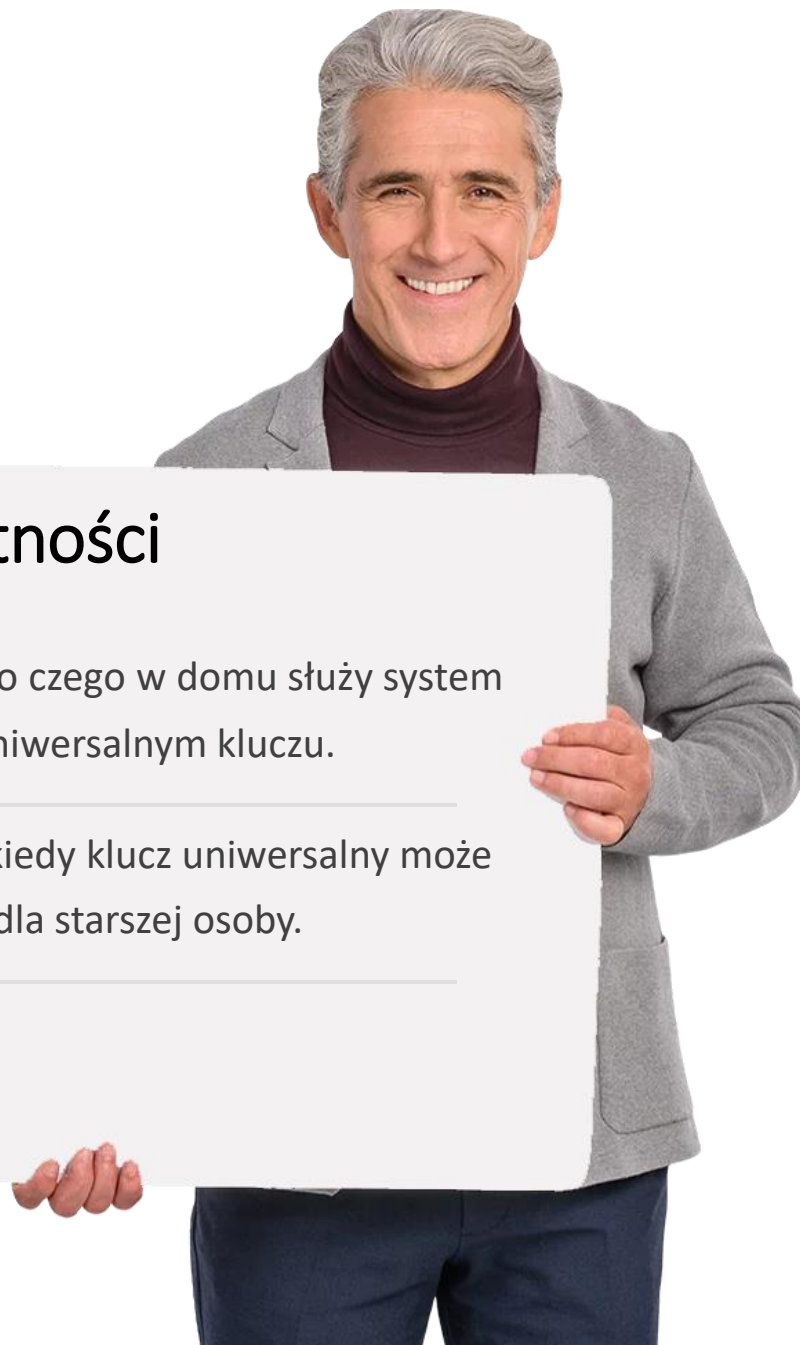 tności
o czego w domu służy system
niwersalnym kluczu.
kiedy klucz uniwersalny może
dla starszej osoby.